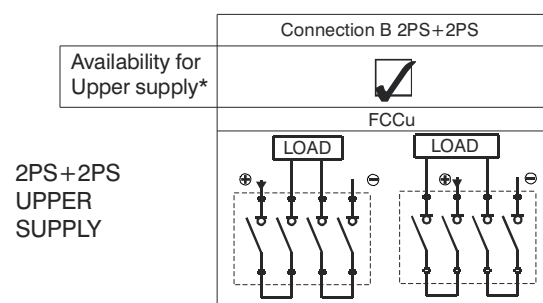 Connection B 2PS+2PS
Availability for
Upper supply*
FCCu
LOAD LOAD
⊕ ⊖ ⊕ ⊖
2PS+2PS
UPPER
SUPPLY